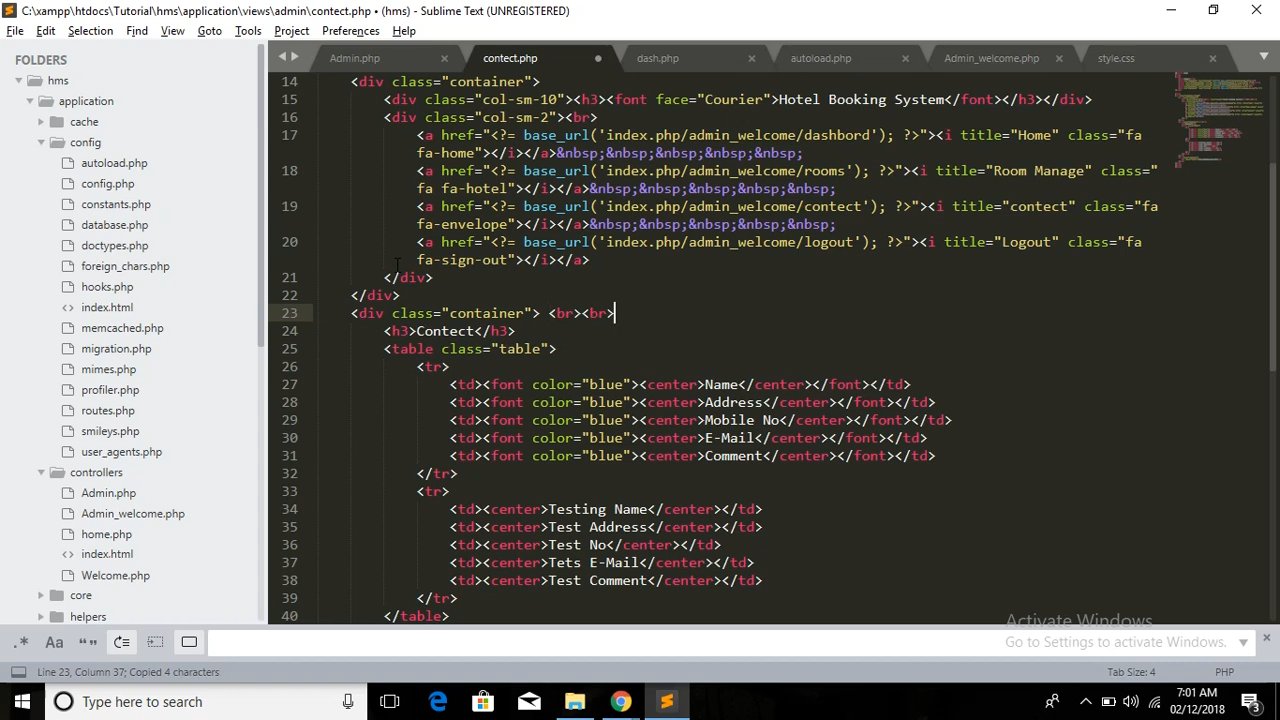 C:\xampp\htdocs\Tutorial\hms\application\views\admin\contect.php • (hms) - Sublime Text (UNREGISTERED)
File Edit Selection Find View Goto Tools Project Preferences Help
FOLDERS
hms
application
cache
config
autoload.php
config.php
constants.php
database.php
doctypes.php
foreign_chars.php
hooks.php
index.html
memcached.php
migration.php
mimes.php
profiler.php
routes.php
smileys.php
user_agents.php
controllers
Admin.php
Admin_welcome.php
home.php
index.html
Welcome.php
core
helpers
Admin.php contect.php dash.php autoload.php Admin_welcome.php style.css
14 <div class="container">
15 <div class="col-sm-10"><h3><font face="Courier">Hotel Booking System</font></h3></div>
16 <div class="col-sm-2"><br>
17 <a href="<?= base_url('index.php/admin_welcome/dashbord'); ?>"><i title="Home" class="fa
fa-home"></i></a>&nbsp;&nbsp;&nbsp;&nbsp;&nbsp;
18 <a href="<?= base_url('index.php/admin_welcome/rooms'); ?>"><i title="Room Manage" class="
fa fa-hotel"></i></a>&nbsp;&nbsp;&nbsp;&nbsp;&nbsp;
19 <a href="<?= base_url('index.php/admin_welcome/contect'); ?>"><i title="contect" class="fa
fa-envelope"></i></a>&nbsp;&nbsp;&nbsp;&nbsp;&nbsp;
20 <a href="<?= base_url('index.php/admin_welcome/logout'); ?>"><i title="Logout" class="fa
fa-sign-out"></i></a>
21 </div>
22 </div>
23 <div class="container"> <br><br>
24 <h3>Contect</h3>
25 <table class="table">
26 <tr>
27 <td><font color="blue"><center>Name</center></font></td>
28 <td><font color="blue"><center>Address</center></font></td>
29 <td><font color="blue"><center>Mobile No</center></font></td>
30 <td><font color="blue"><center>E-Mail</center></font></td>
31 <td><font color="blue"><center>Comment</center></font></td>
32 </tr>
33 <tr>
34 <td><center>Testing Name</center></td>
35 <td><center>Test Address</center></td>
36 <td><center>Test No</center></td>
37 <td><center>Tets E-Mail</center></td>
38 <td><center>Test Comment</center></td>
39 </tr>
40 </table>
Activate Windows
Go to Settings to activate Windows.
.* Aa “ ”
Line 23, Column 37; Copied 4 characters Tab Size: 4 PHP
Type here to search
7:01 AM
02/12/2018
3